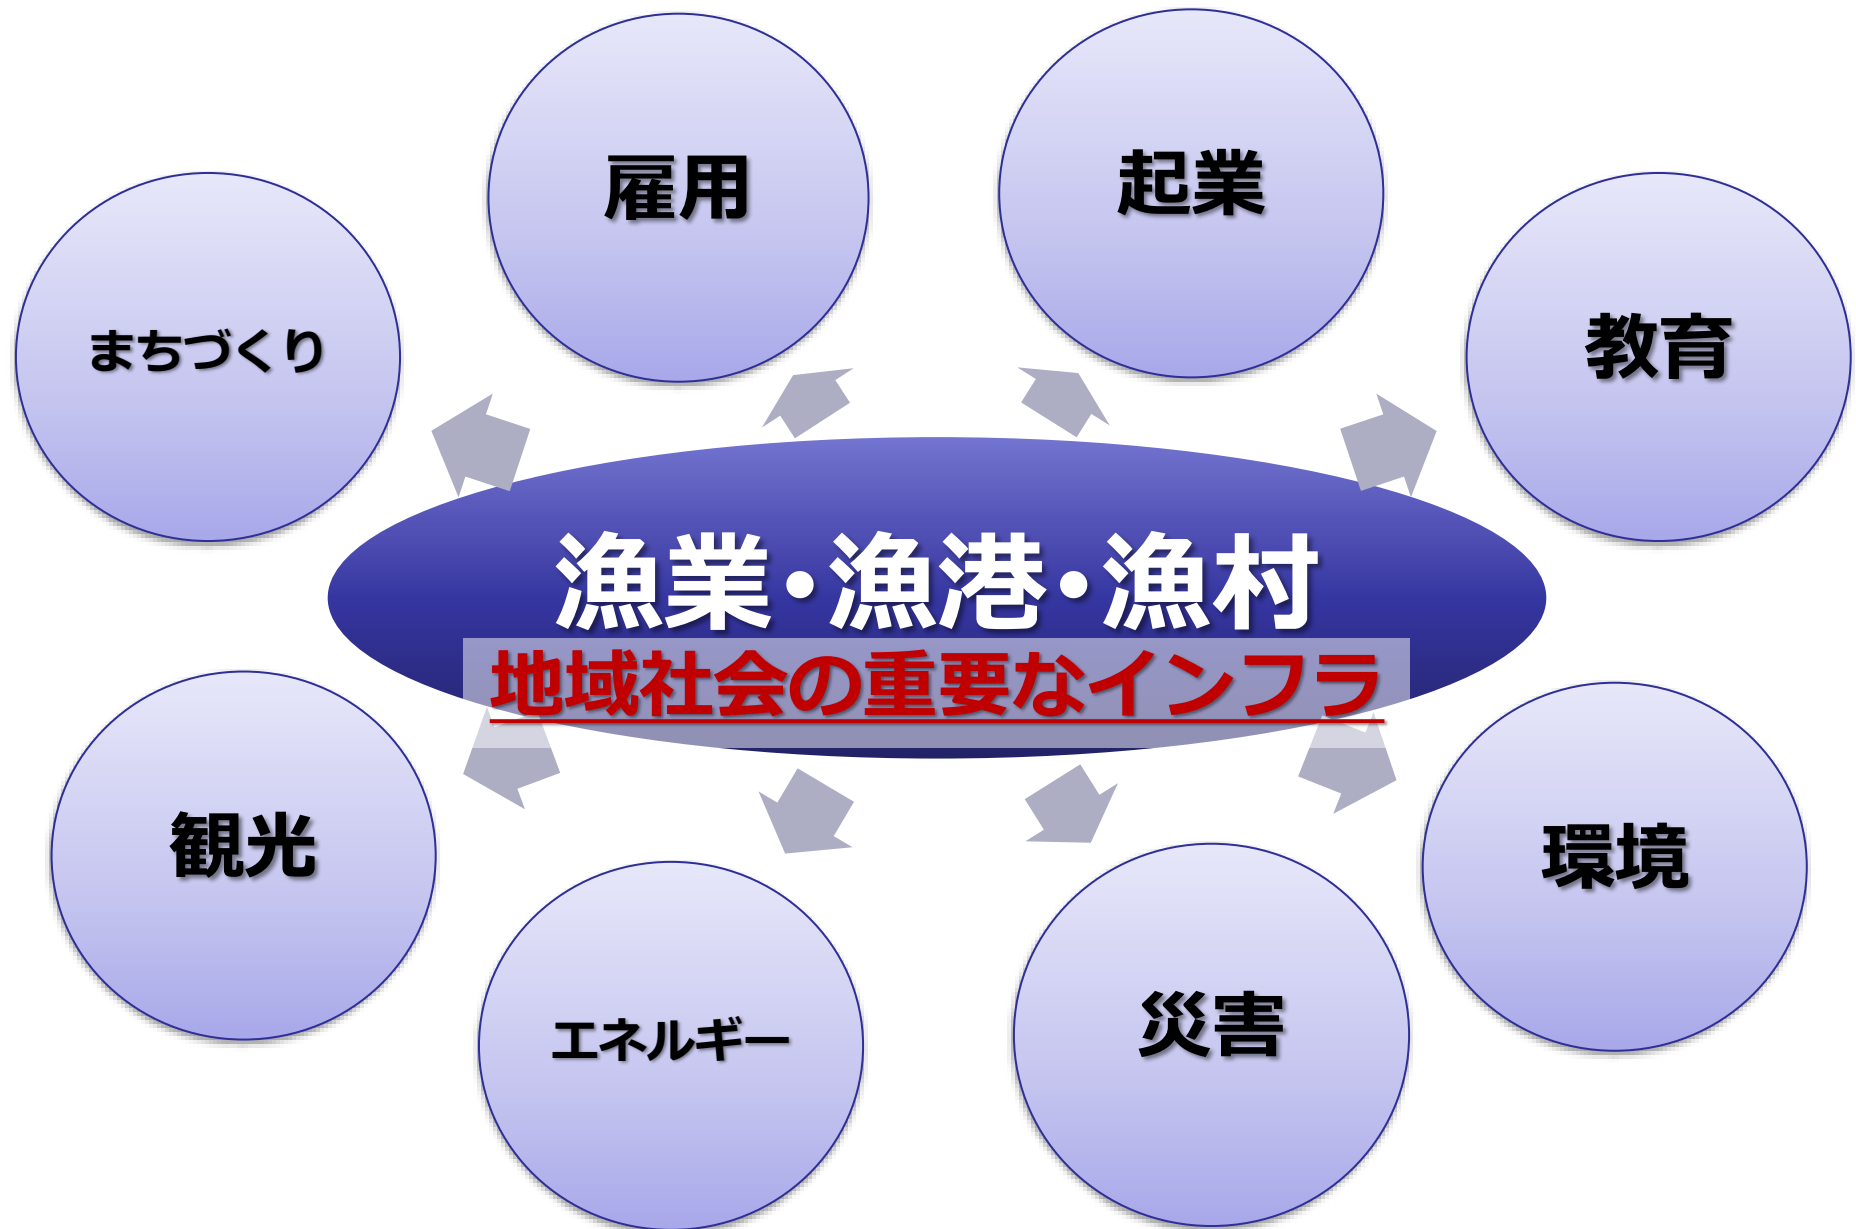 雇用
起業
まちづくり
教育
漁業・漁港・漁村
地域社会の重要なインフラ
観光
環境
エネルギー
災害